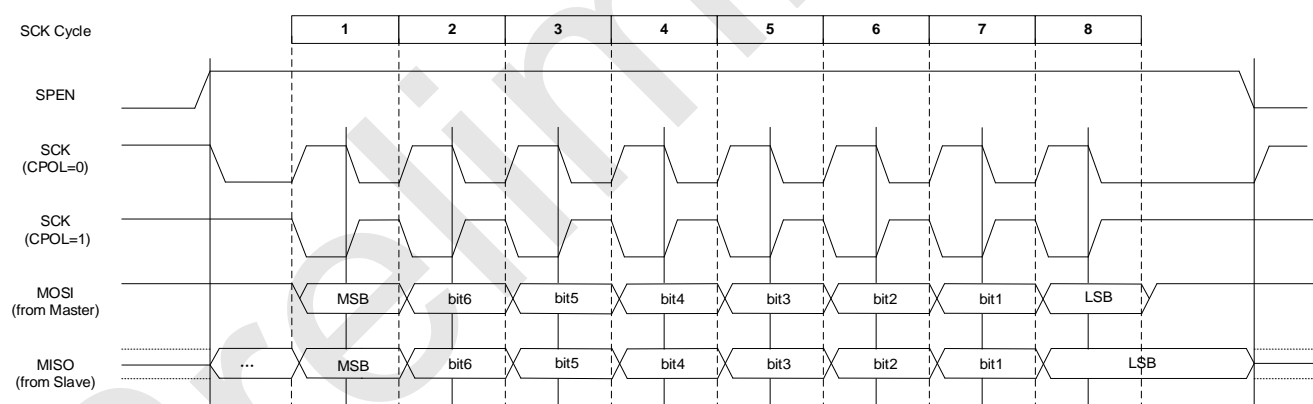 SCK Cycle 1 2 3 4 5 6 7 8
SPEN
SCK
(CPOL=0)
SCK
(CPOL=1)
MOSI
(from Master)
MSB bit6 bit5 bit4 bit3 bit2 bit1 LSB
MISO
(from Slave)
... MSB bit6 bit5 bit4 bit3 bit2 bit1 LSB